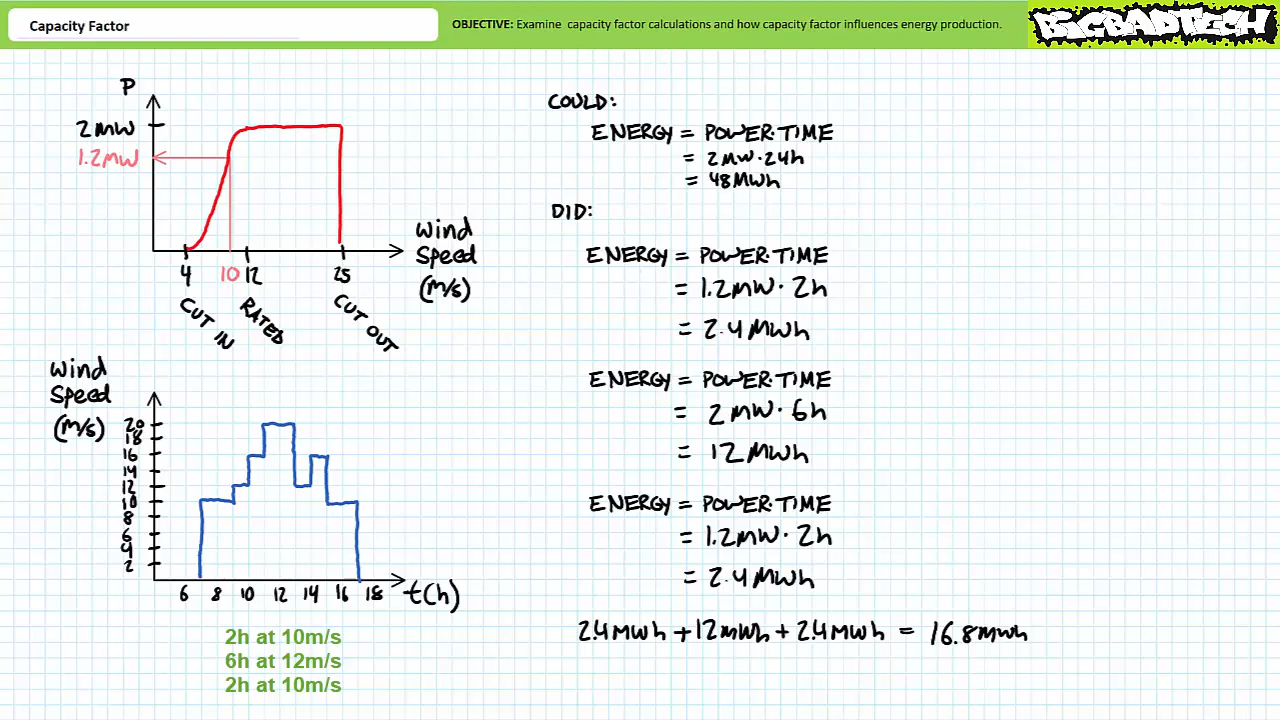 Capacity Factor
OBJECTIVE: Examine capacity factor calculations and how capacity factor influences energy production.
BIGBADTECH
P
2MW
1.2MW
Wind
Speed
(M/s)
4 10 12 25
CUT IN
RATED
CUT OUT
Wind
Speed
(M/s)
20
18
16
14
12
10
8
6
4
2
6 8 10 12 14 16 18 t(h)
2h at 10m/s
6h at 12m/s
2h at 10m/s
COULD:
ENERGY = POWER·TIME
= 2MW·24h
= 48MWh
DID:
ENERGY = POWER·TIME
= 1.2MW·2h
= 2.4MWh
ENERGY = POWER·TIME
= 2MW·6h
= 12MWh
ENERGY = POWER·TIME
= 1.2MW·2h
= 2.4MWh
2.4MWh + 12MWh + 2.4MWh = 16.8MWh